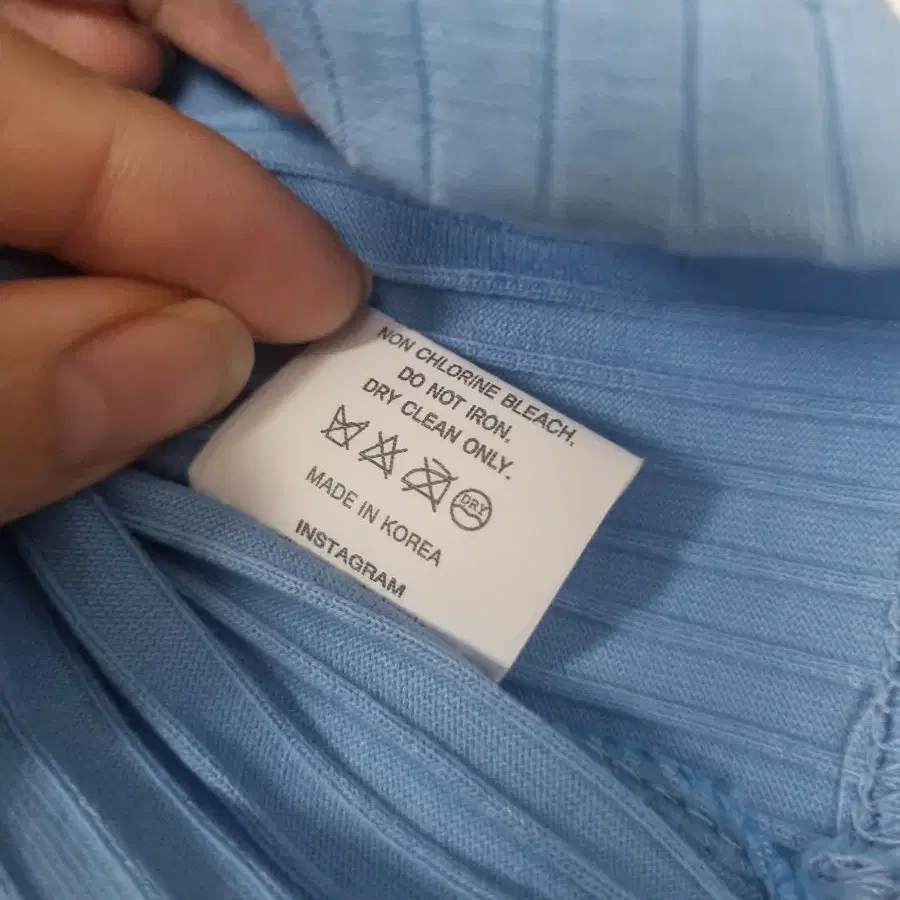 NON CHLORINE BLEACH.
DO NOT IRON.
DRY CLEAN ONLY.
DRY
MADE IN KOREA
INSTAGRAM